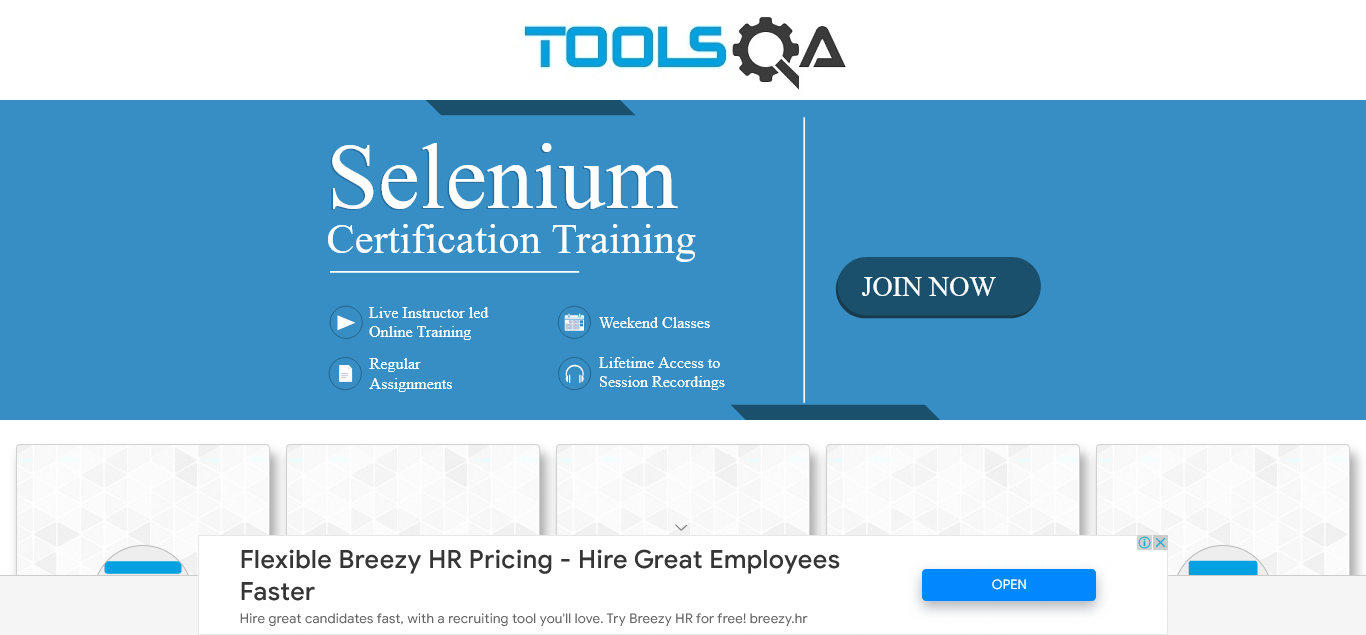 TOOLSQA
Selenium
Certification Training
JOIN NOW
Live Instructor led
Online Training
Weekend Classes
Regular
Assignments
Lifetime Access to
Session Recordings
Flexible Breezy HR Pricing - Hire Great Employees
Faster
OPEN
Hire great candidates fast, with a recruiting tool you'll love. Try Breezy HR for free! breezy.hr